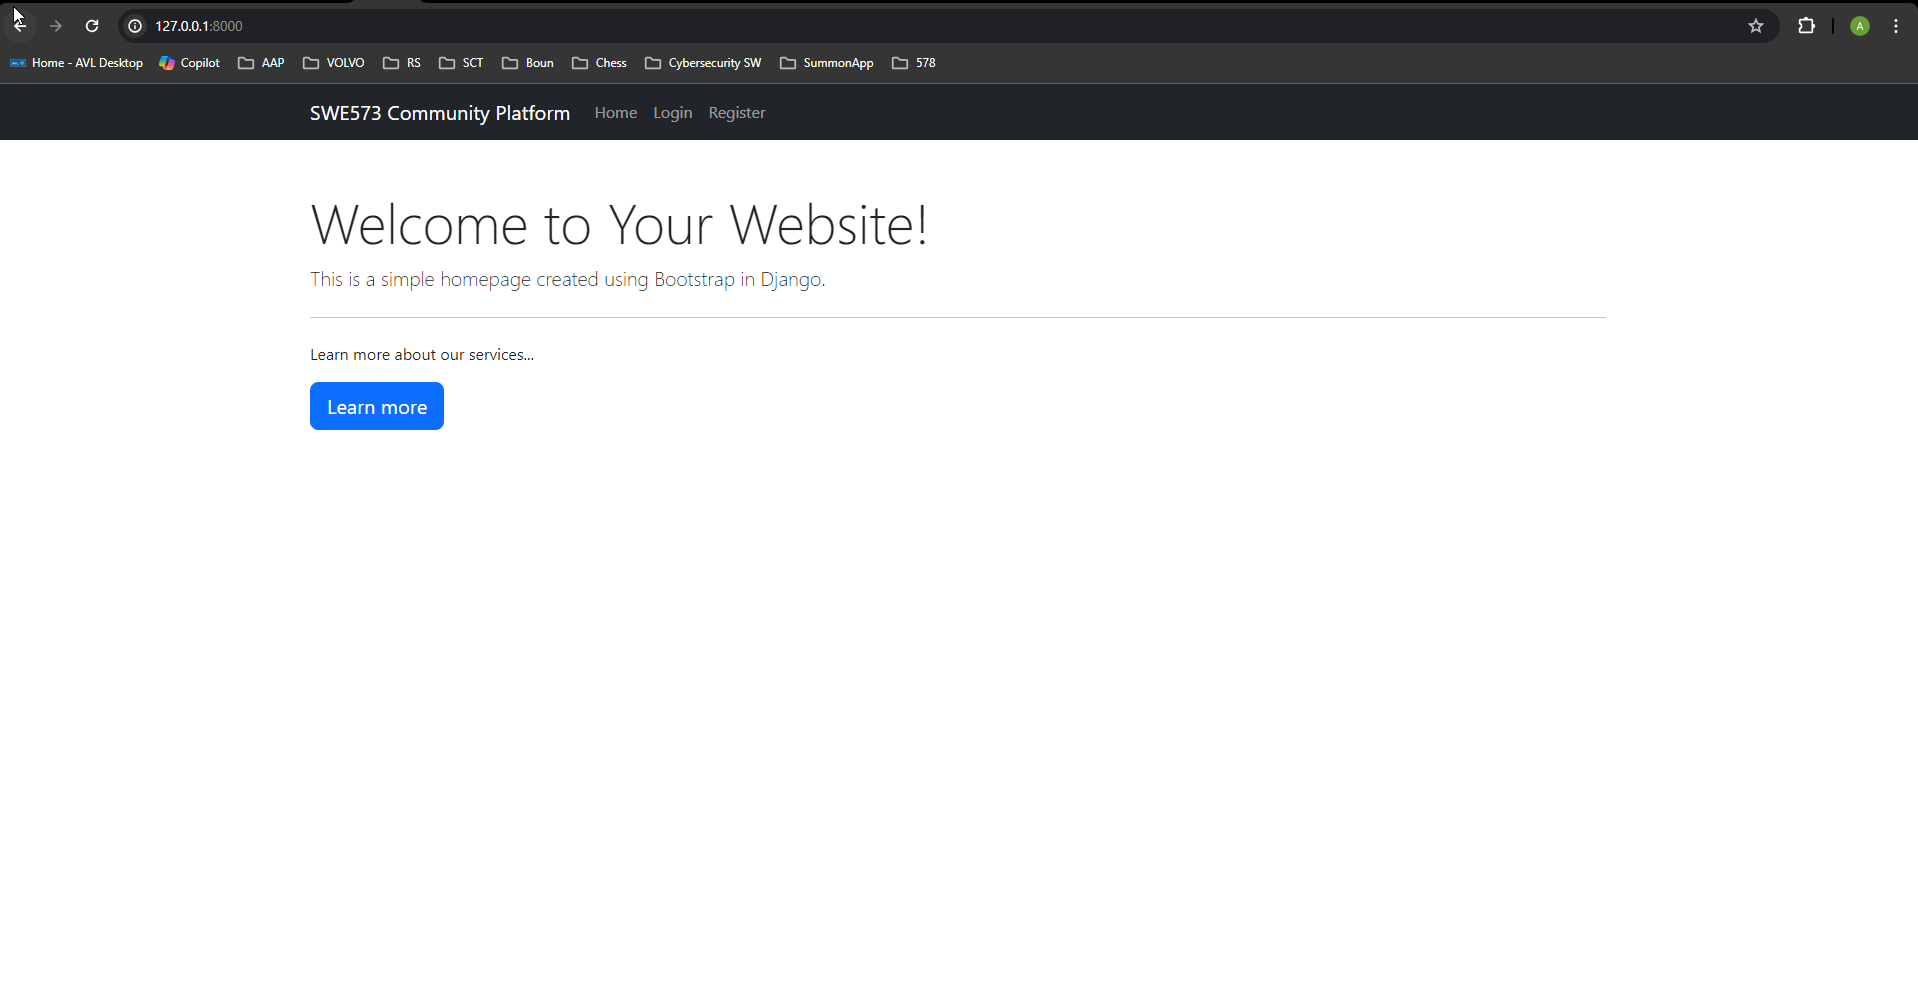 127.0.0.1:8000
A
Home - AVL Desktop Copilot AAP VOLVO RS SCT Boun Chess Cybersecurity SW SummonApp 578
SWE573 Community Platform Home Login Register
Welcome to Your Website!
This is a simple homepage created using Bootstrap in Django.
Learn more about our services...
Learn more